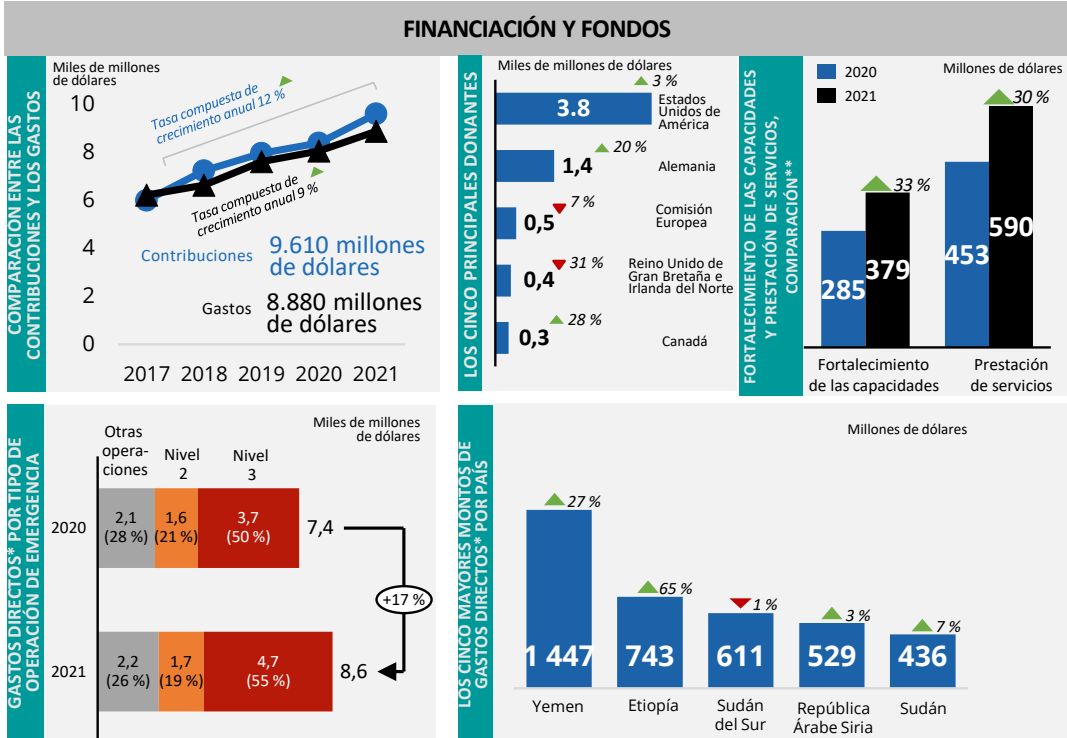 FINANCIACIÓN Y FONDOS
COMPARACIÓN ENTRE LAS
CONTRIBUCIONES Y LOS GASTOS
Miles de millones
de dólares
10
8
6
4
2
0
Tasa compuesta de
crecimiento anual 12 %
Tasa compuesta de
crecimiento anual 9 %
Contribuciones
9.610 millones
de dólares
Gastos
8.880 millones
de dólares
2017 2018 2019 2020 2021
LOS CINCO PRINCIPALES DONANTES
Miles de millones de dólares
3 %
3.8
Estados
Unidos de
América
20 %
1,4
Alemania
7 %
0,5
Comisión
Europea
31 %
0,4
Reino Unido de
Gran Bretaña e
Irlanda del Norte
28 %
0,3
Canadá
FORTALECIMIENTO DE LAS CAPACIDADES
Y PRESTACIÓN DE SERVICIOS,
COMPARACIÓN**
Millones de dólares
2020
2021
33 %
30 %
285
379
453
590
Fortalecimiento
de las capacidades
Prestación
de servicios
GASTOS DIRECTOS* POR TIPO DE
OPERACIÓN DE EMERGENCIA
Miles de millones
de dólares
Otras
opera-
ciones
Nivel
2
Nivel
3
2020
2,1
(28 %)
1,6
(21 %)
3,7
(50 %)
7,4
+17 %
2021
2,2
(26 %)
1,7
(19 %)
4,7
(55 %)
8,6
LOS CINCO MAYORES MONTOS DE
GASTOS DIRECTOS* POR PAÍS
Millones de dólares
27 %
65 %
1 %
3 %
7 %
1 447
743
611
529
436
Yemen
Etiopía
Sudán
del Sur
República
Árabe Siria
Sudán